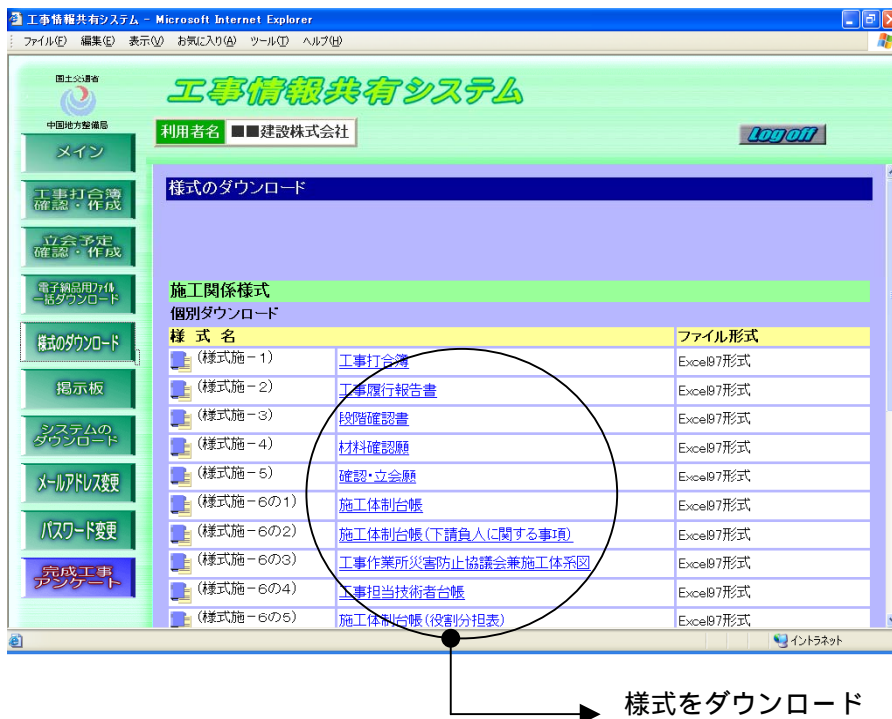 工事情報共有システム - Microsoft Internet Explorer
ファイル(F) 編集(E) 表示(V) お気に入り(A) ツール(T) ヘルプ(H)
国土交通省
中国地方整備局
工事情報共有システム
利用者名 ■■建設株式会社
Log off
メイン
工事打合簿
確認・作成
立会予定
確認・作成
電子納品用ファイル
一括ダウンロード
様式のダウンロード
掲示板
システムの
ダウンロード
メールアドレス変更
パスワード変更
完成工事
アンケート
様式のダウンロード
施工関係様式
個別ダウンロード
様 式 名 ファイル形式
(様式施-1) 工事打合簿 Excel97形式
(様式施-2) 工事履行報告書 Excel97形式
(様式施-3) 段階確認書 Excel97形式
(様式施-4) 材料確認願 Excel97形式
(様式施-5) 確認・立会願 Excel97形式
(様式施-6の1) 施工体制台帳 Excel97形式
(様式施-6の2) 施工体制台帳(下請負人に関する事項) Excel97形式
(様式施-6の3) 工事作業所災害防止協議会兼施工体系図 Excel97形式
(様式施-6の4) 工事担当技術者台帳 Excel97形式
(様式施-6の5) 施工体制台帳(役割分担表) Excel97形式
イントラネット
様式をダウンロード